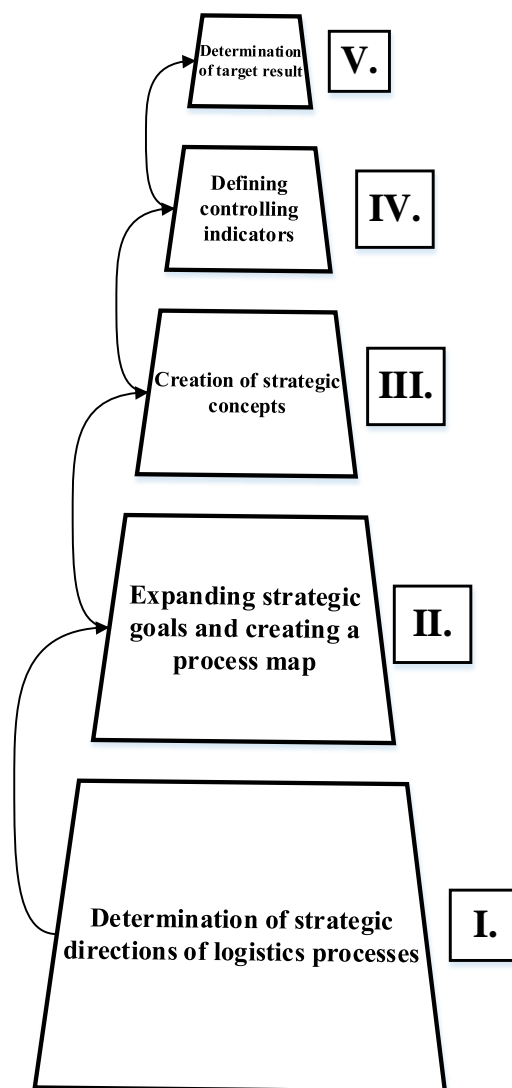 Determination
of target result
V.
Defining
controlling
indicators
IV.
Creation of strategic
concepts
III.
Expanding strategic
goals and creating a
process map
II.
Determination of strategic
directions of logistics processes
I.